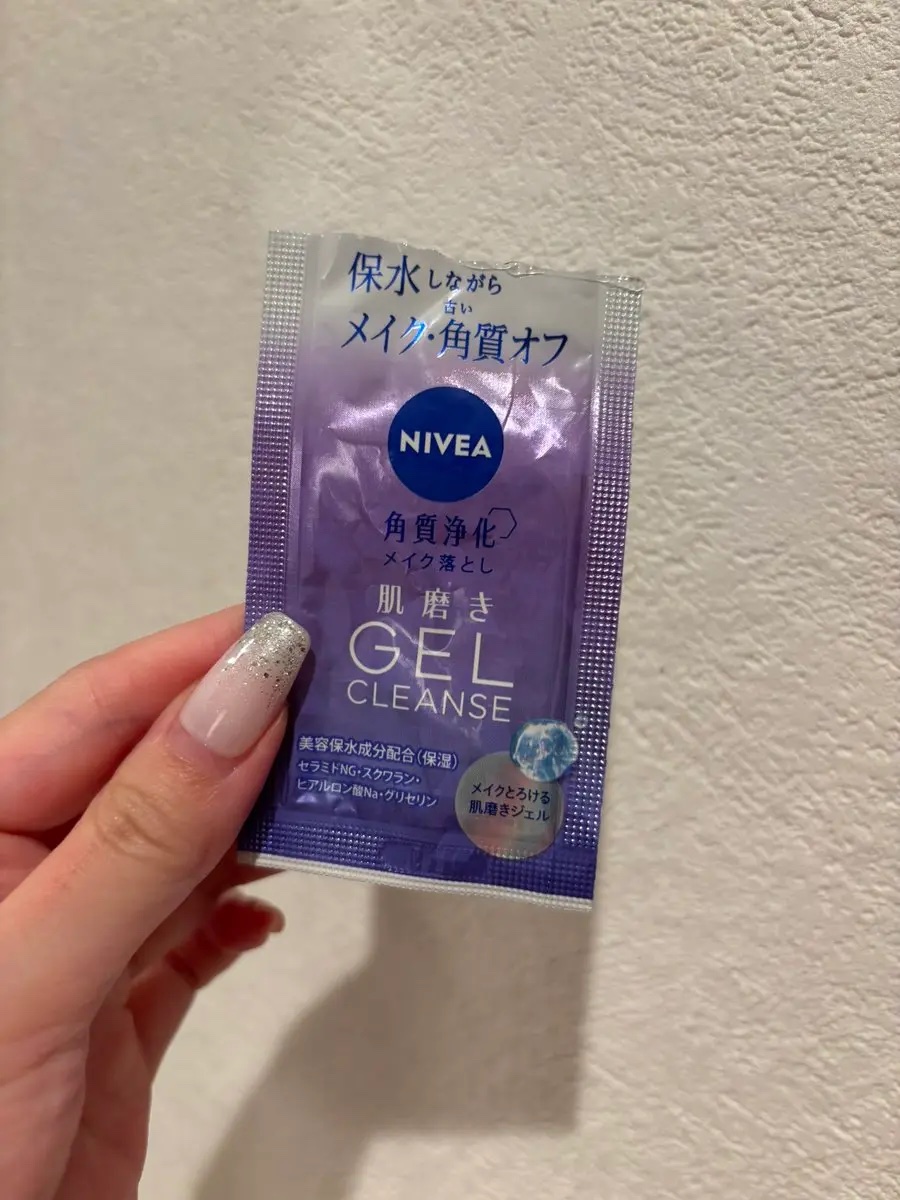 保水しながら
古い
メイク・角質オフ
NIVEA
角質浄化
メイク落とし
肌磨き
GEL
CLEANSE
美容保水成分配合(保湿)
セラミドNG・スクワラン・
ヒアルロン酸Na・グリセリン
メイクとろける
肌磨きジェル